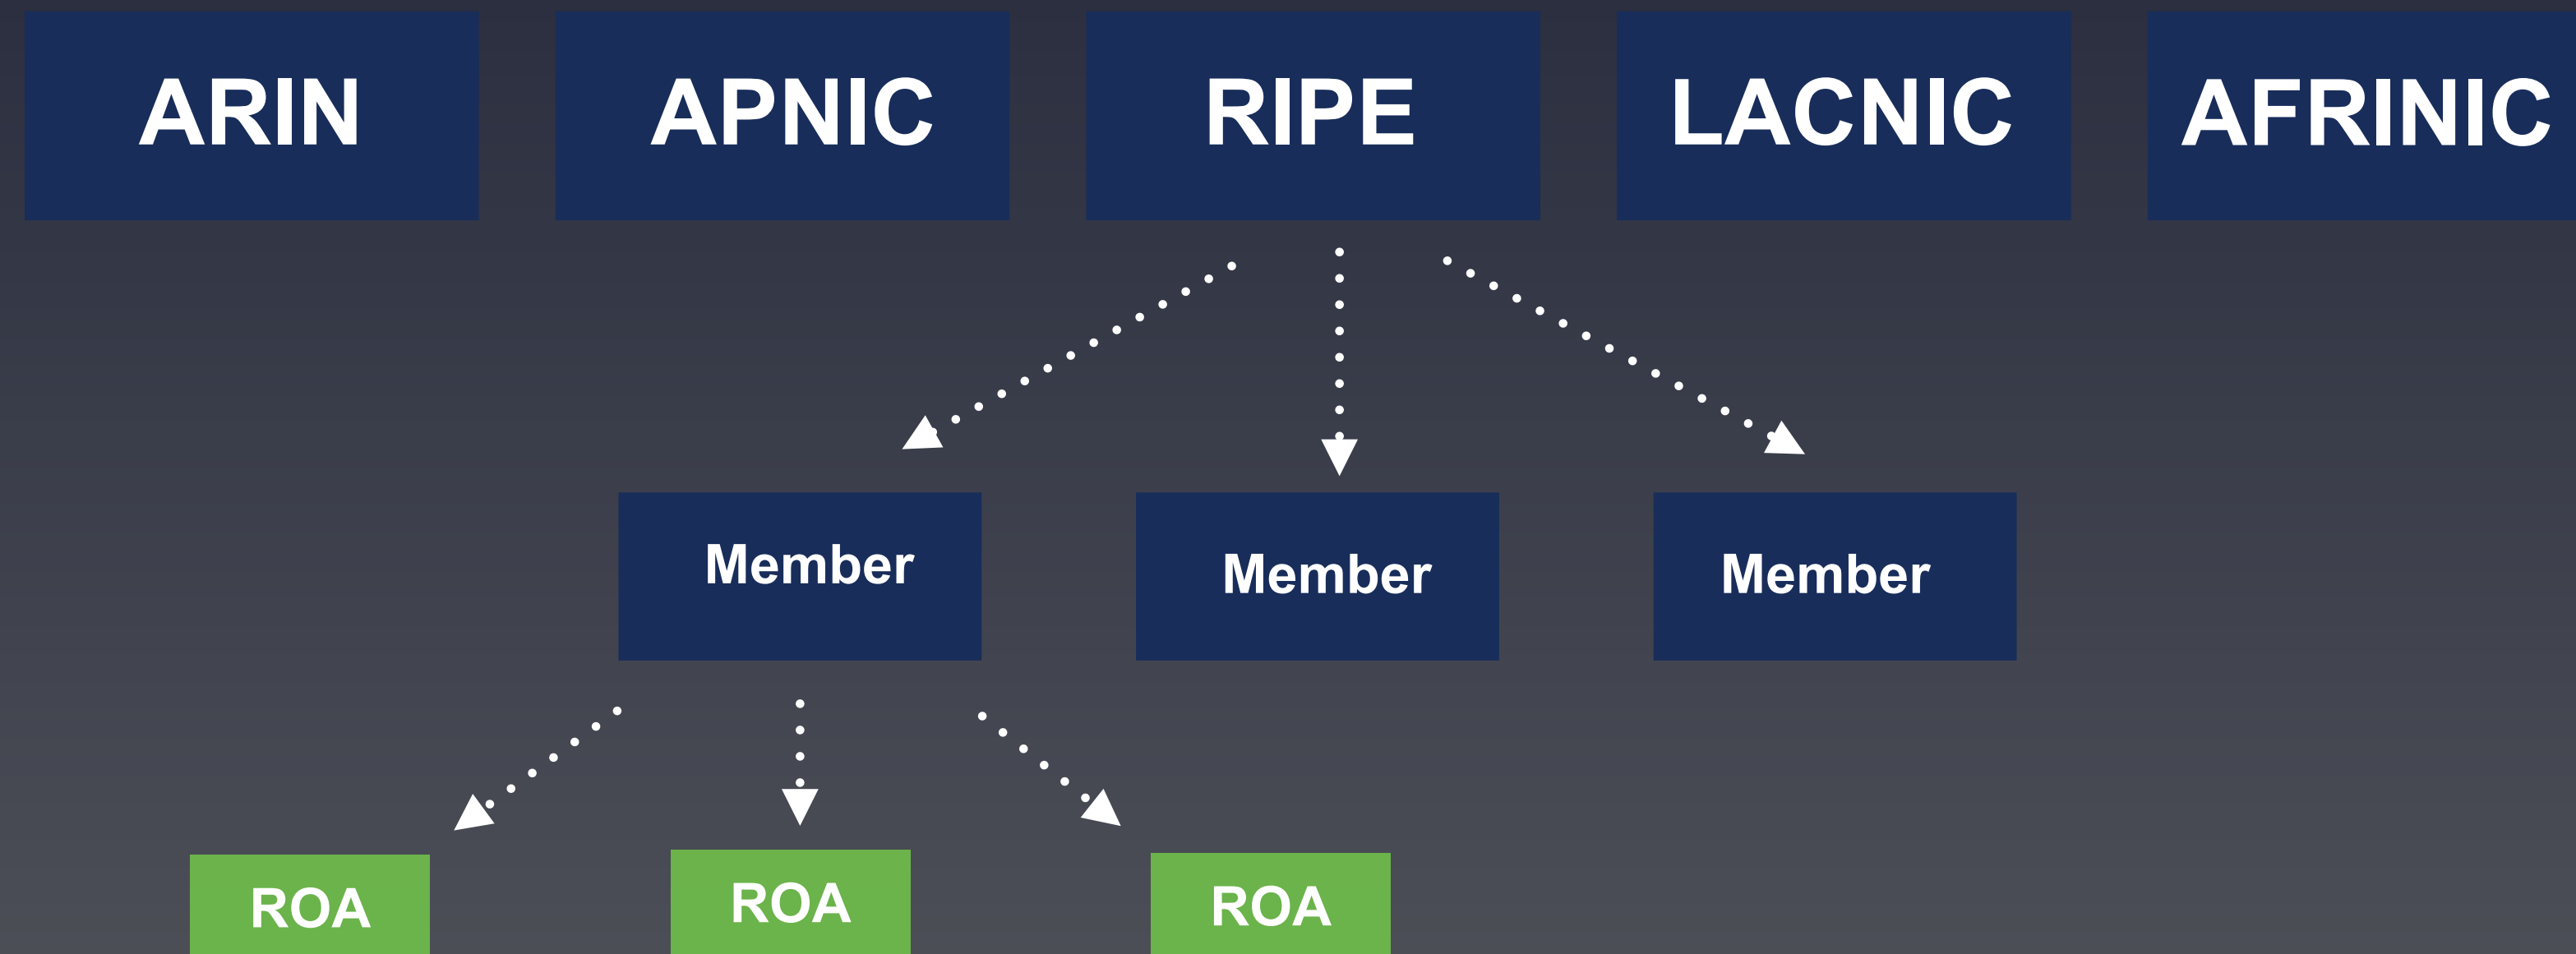 ARIN
APNIC
RIPE
LACNIC
AFRINIC
Member
Member
Member
ROA
ROA
ROA